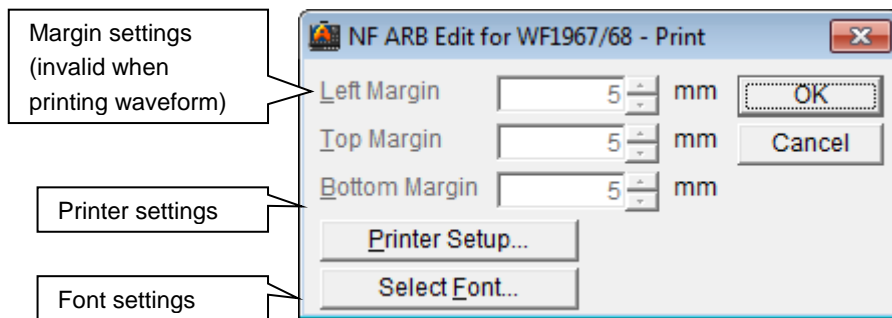 Margin settings
(invalid when
printing waveform)
Printer settings
Font settings
NF ARB Edit for WF1967/68 - Print
Left Margin 5 mm OK
Top Margin 5 mm Cancel
Bottom Margin 5 mm
Printer Setup...
Select Font...